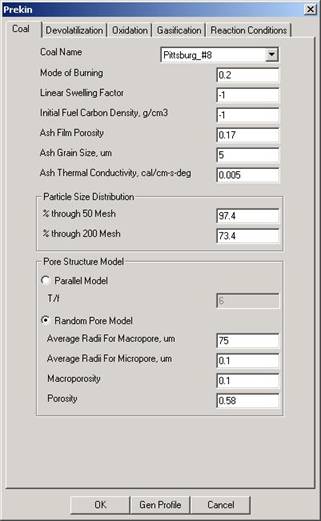 Prekin
Coal Devolatilization Oxidation Gasification Reaction Conditions
Coal Name Pittsburg_#8
Mode of Burning 0.2
Linear Swelling Factor -1
Initial Fuel Carbon Density, g/cm3 -1
Ash Film Porosity 0.17
Ash Grain Size, um 5
Ash Thermal Conductivity, cal/cm-s-deg 0.005
Particle Size Distribution
% through 50 Mesh 97.4
% through 200 Mesh 73.4
Pore Structure Model
Parallel Model
T/f 6
Random Pore Model
Average Radii For Macropore, um 75
Average Radii For Micropore, um 0.1
Macroporosity 0.1
Porosity 0.58
OK Gen Profile Cancel